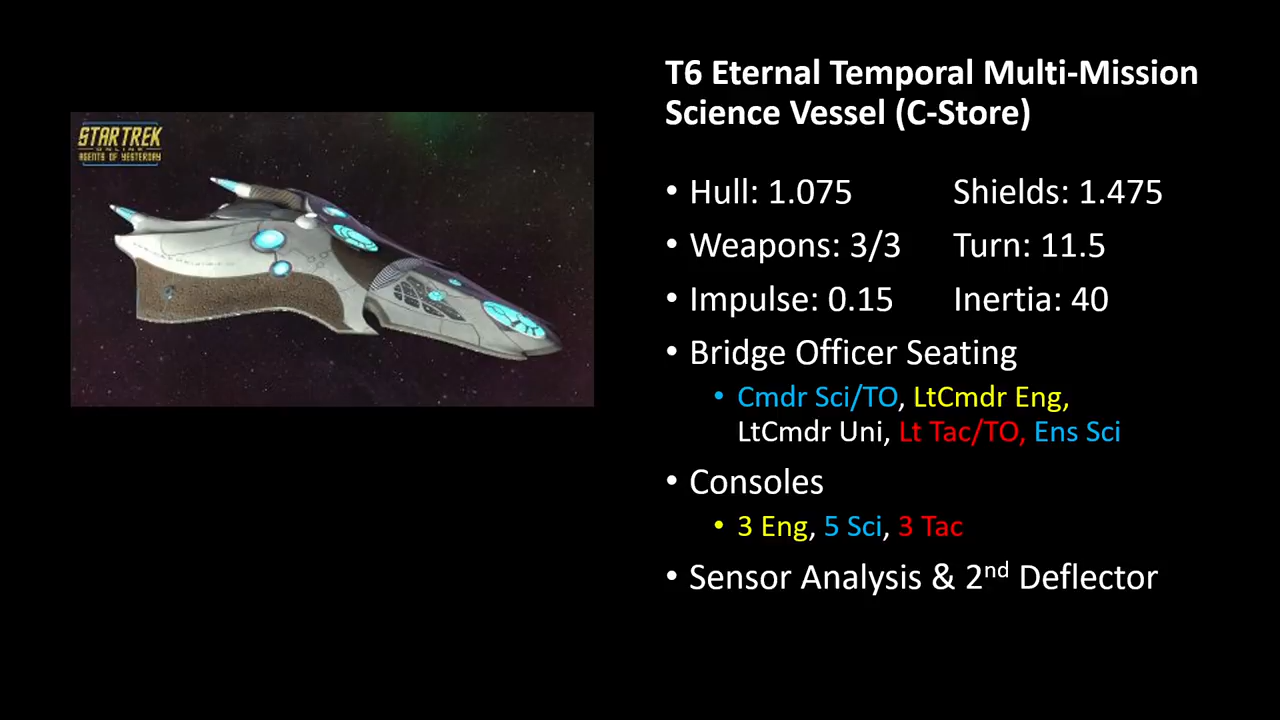 STAR TREK
ONLINE
AGENTS OF YESTERDAY
T6 Eternal Temporal Multi-Mission
Science Vessel (C-Store)
• Hull: 1.075 Shields: 1.475
• Weapons: 3/3 Turn: 11.5
• Impulse: 0.15 Inertia: 40
• Bridge Officer Seating
• Cmdr Sci/TO, LtCmdr Eng,
LtCmdr Uni, Lt Tac/TO, Ens Sci
• Consoles
• 3 Eng, 5 Sci, 3 Tac
• Sensor Analysis & 2nd Deflector